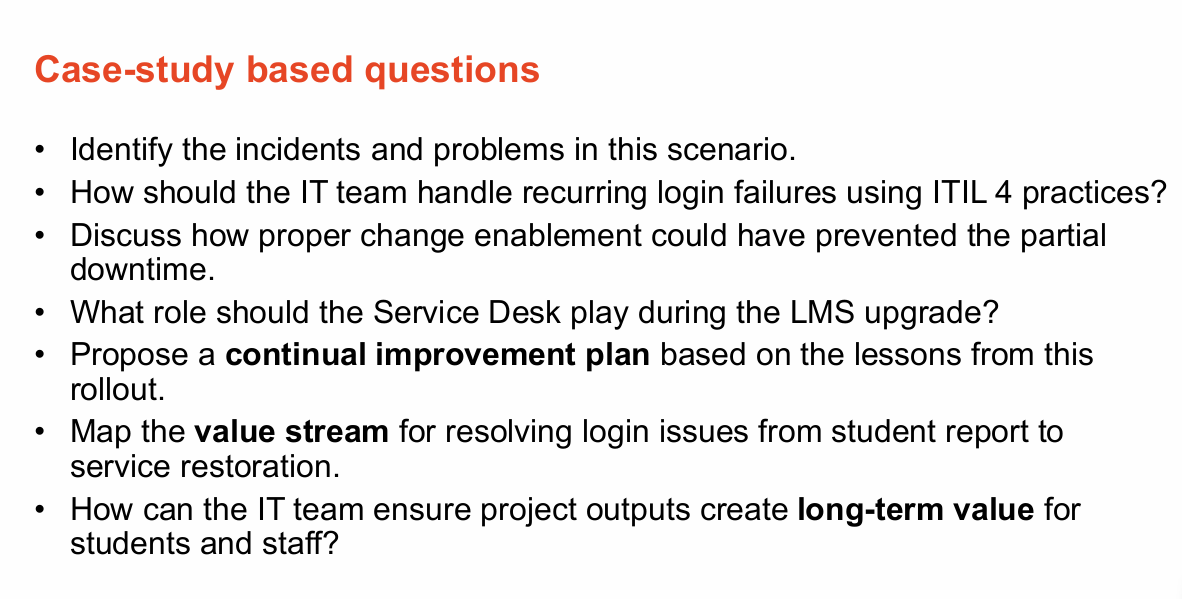 Case-study based questions
• Identify the incidents and problems in this scenario.
• How should the IT team handle recurring login failures using ITIL 4 practices?
• Discuss how proper change enablement could have prevented the partial
downtime.
• What role should the Service Desk play during the LMS upgrade?
• Propose a continual improvement plan based on the lessons from this
rollout.
• Map the value stream for resolving login issues from student report to
service restoration.
• How can the IT team ensure project outputs create long-term value for
students and staff?